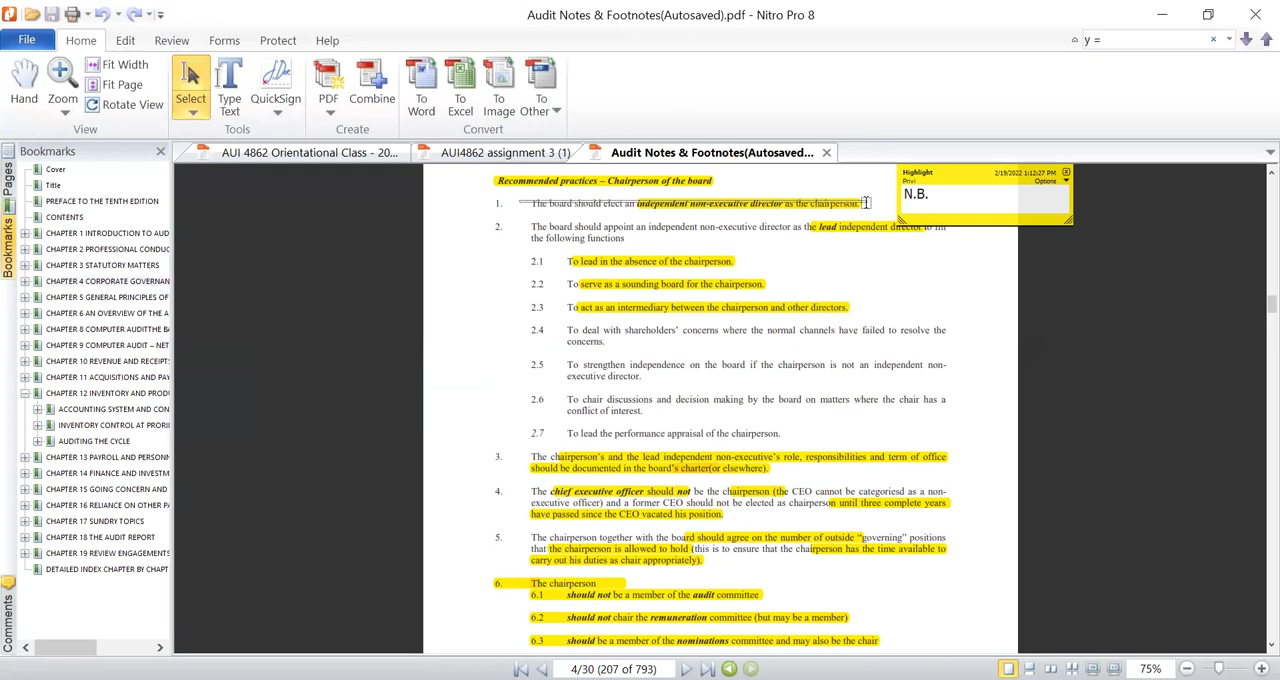 Audit Notes & Footnotes(Autosaved).pdf - Nitro Pro 8
File Home Edit Review Forms Protect Help
y =
Hand
Zoom
Fit Width
Fit Page
Rotate View
View
Select
Type Text
QuickSign
Tools
PDF
Combine
Create
To Word
To Excel
To Image
To Other
Convert
Bookmarks
AUI 4862 Orientational Class - 20...
AUI4862 assignment 3 (1)
Audit Notes & Footnotes(Autosaved...
Pages
Bookmarks
Comments
Cover
Title
PREFACE TO THE TENTH EDITION
CONTENTS
CHAPTER 1 INTRODUCTION TO AUD
CHAPTER 2 PROFESSIONAL CONDUC
CHAPTER 3 STATUTORY MATTERS
CHAPTER 4 CORPORATE GOVERNAN
CHAPTER 5 GENERAL PRINCIPLES OF
CHAPTER 6 AN OVERVIEW OF THE A
CHAPTER 8 COMPUTER AUDITTHE BA
CHAPTER 9 COMPUTER AUDIT – NET
CHAPTER 10 REVENUE AND RECEIPT
CHAPTER 11 ACQUISITIONS AND PAY
CHAPTER 12 INVENTORY AND PRODU
ACCOUNTING SYSTEM AND CON
INVENTORY CONTROL AT PRORI
AUDITING THE CYCLE
CHAPTER 13 PAYROLL AND PERSONN
CHAPTER 14 FINANCE AND INVESTM
CHAPTER 15 GOING CONCERN AND
CHAPTER 16 RELIANCE ON OTHER PA
CHAPTER 17 SUNDRY TOPICS
CHAPTER 18 THE AUDIT REPORT
CHAPTER 19 REVIEW ENGAGEMENTS
DETAILED INDEX CHAPTER BY CHAPT
Recommended practices – Chairperson of the board
1. The board should elect an independent non-executive director as the chairperson.
2. The board should appoint an independent non-executive director as the lead independent director to fill
the following functions
2.1 To lead in the absence of the chairperson.
2.2 To serve as a sounding board for the chairperson.
2.3 To act as an intermediary between the chairperson and other directors.
2.4 To deal with shareholders' concerns where the normal channels have failed to resolve the
concerns.
2.5 To strengthen independence on the board if the chairperson is not an independent non-
executive director.
2.6 To chair discussions and decision making by the board on matters where the chair has a
conflict of interest.
2.7 To lead the performance appraisal of the chairperson.
3. The chairperson's and the lead independent non-executive's role, responsibilities and term of office
should be documented in the board's charter(or elsewhere).
4. The chief executive officer should not be the chairperson (the CEO cannot be categoriesd as a non-
executive officer) and a former CEO should not be elected as chairperson until three complete years
have passed since the CEO vacated his position.
5. The chairperson together with the board should agree on the number of outside “governing” positions
that the chairperson is allowed to hold (this is to ensure that the chairperson has the time available to
carry out his duties as chair appropriately).
6. The chairperson
6.1 should not be a member of the audit committee
6.2 should not chair the remuneration committee (but may be a member)
6.3 should be a member of the nominations committee and may also be the chair
Highlight 2/19/2022 1:12:27 PM
Privi Options
N.B.
4/30 (207 of 793)
75%